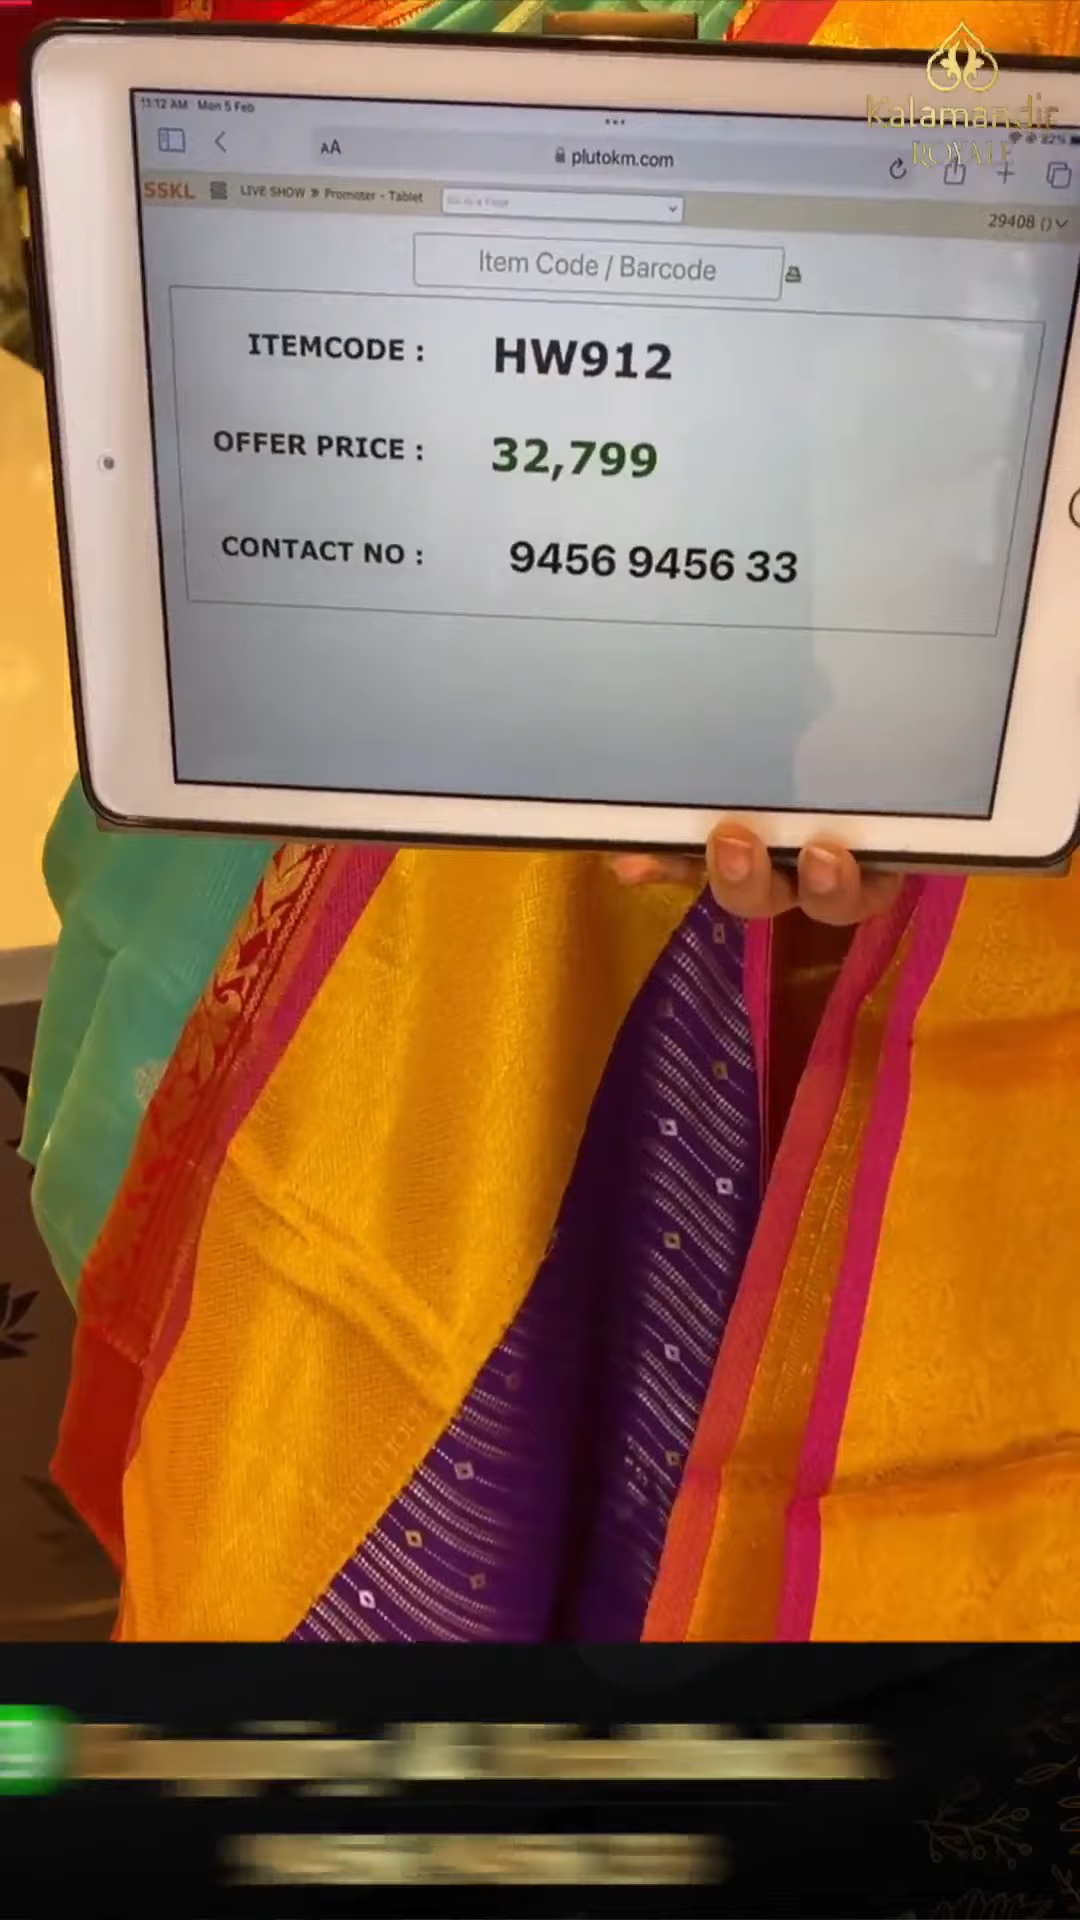 Kalamandir
ROYALE
11:12 AM Mon 5 Feb
82%
AA
plutokm.com
SSKL
LIVE SHOW » Promoter - Tablet
29408 ()
Item Code / Barcode
ITEMCODE : HW912
OFFER PRICE : 32,799
CONTACT NO : 9456 9456 33